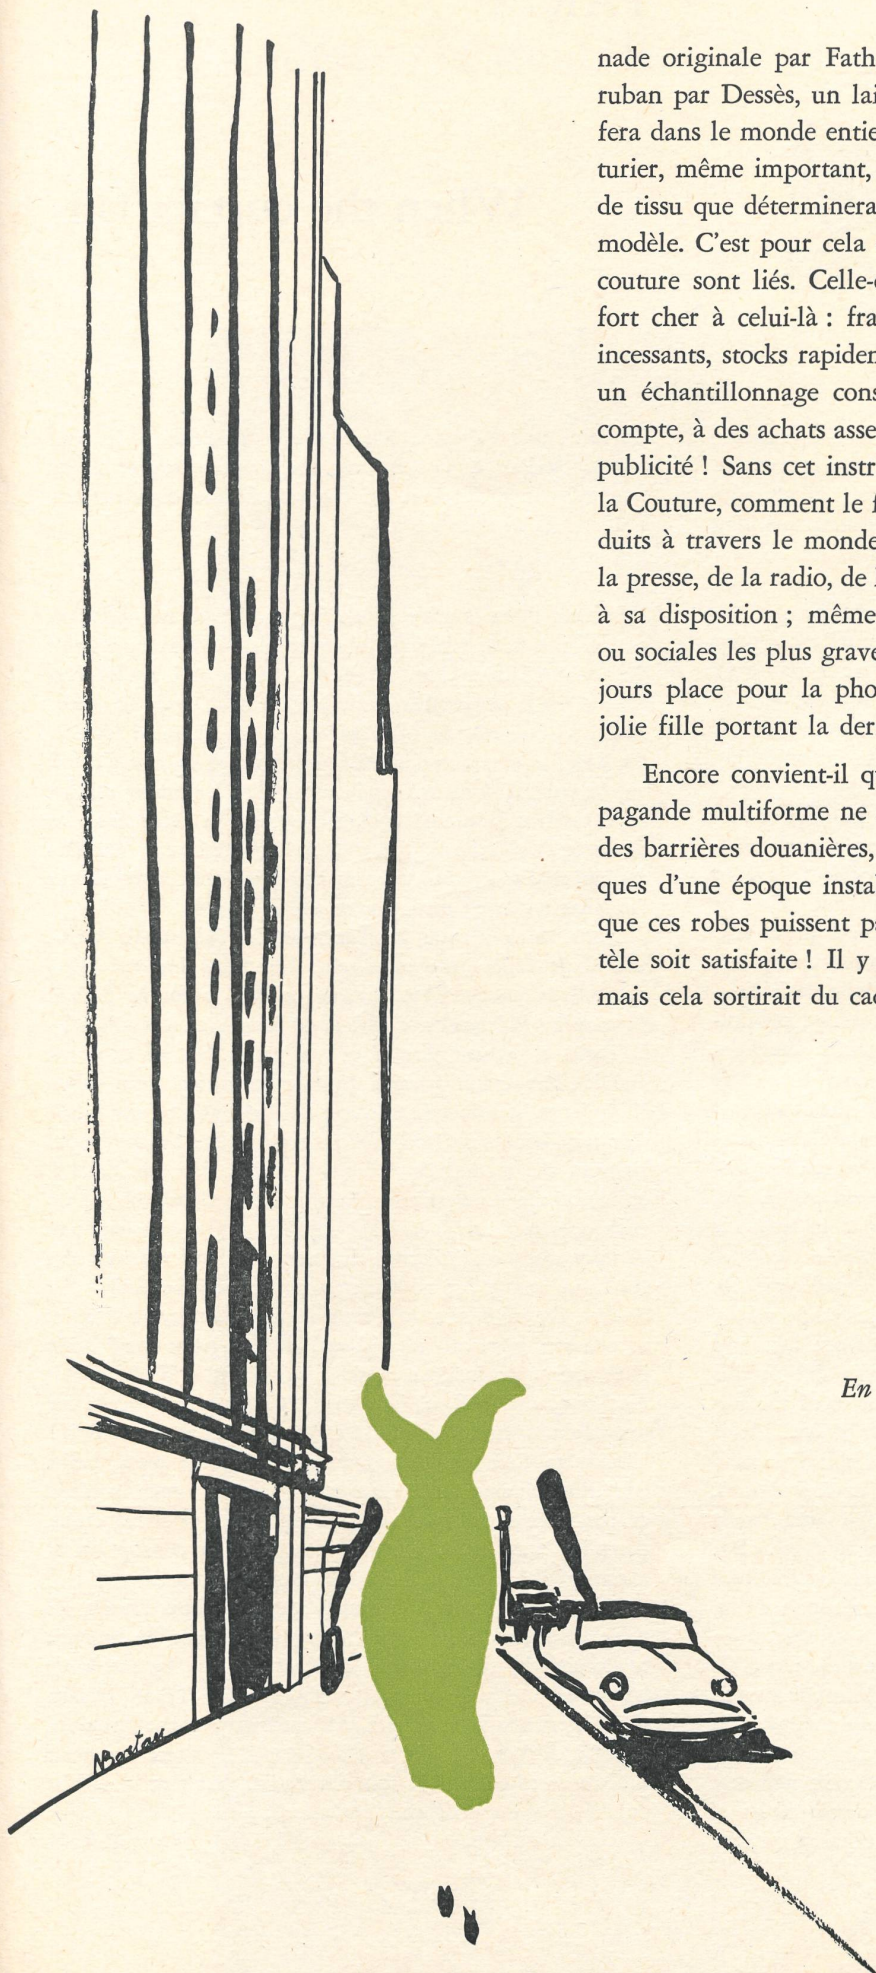 nade originale par Fath
ruban par Dessès, un lai
fera dans le monde entie
turier, même important,
de tissu que déterminera
modèle. C'est pour cela
couture sont liés. Celle-
fort cher à celui-là : fra
incessants, stocks rapide
un échantillonnage cons
compte, à des achats asse
publicité ! Sans cet instr
la Couture, comment le f
duits à travers le monde
la presse, de la radio, de
à sa disposition ; même
ou sociales les plus grave
jours place pour la pho
jolie fille portant la der
Encore convient-il q
pagande multiforme ne
des barrières douanières,
ques d'une époque insta
que ces robes puissent p
tèle soit satisfaite ! Il y
mais cela sortirait du ca
En